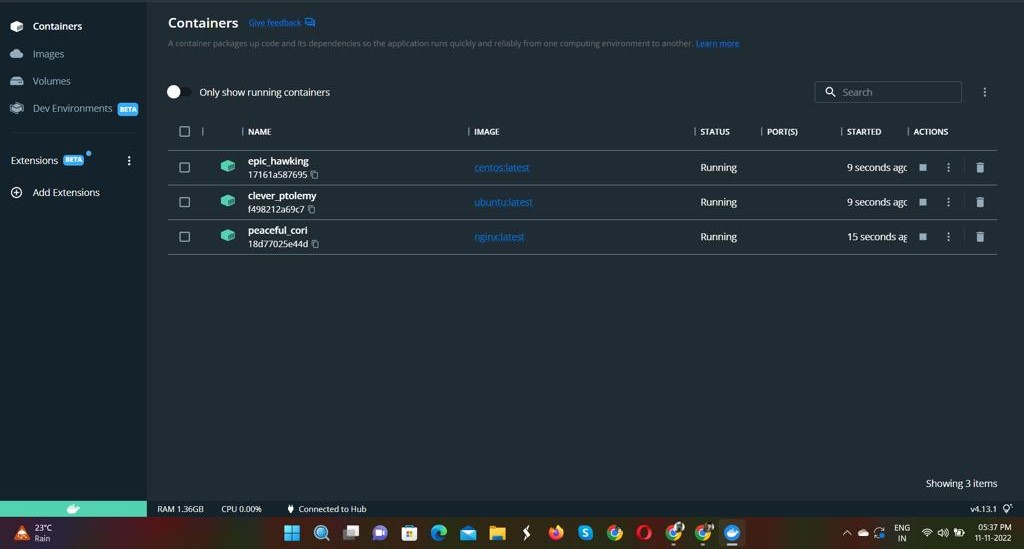 Containers
Images
Volumes
Dev Environments BETA
Extensions BETA
Add Extensions
Containers Give feedback
A container packages up code and its dependencies so the application runs quickly and reliably from one computing environment to another. Learn more
Only show running containers
Search
NAME IMAGE STATUS PORT(S) STARTED ACTIONS
epic_hawking
17161a587695
centos:latest Running 9 seconds agc
clever_ptolemy
f498212a69c7
ubuntu:latest Running 9 seconds agc
peaceful_cori
18d77025e44d
nginx:latest Running 15 seconds ag
Showing 3 items
RAM 1.36GB CPU 0.00% Connected to Hub v4.13.1
23°C
Rain
ENG
IN
05:37 PM
11-11-2022